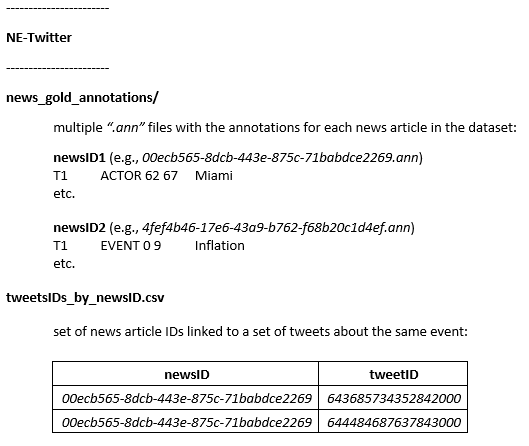 -----------------------
NE-Twitter
-----------------------
news_gold_annotations/
multiple “.ann” files with the annotations for each news article in the dataset:
newsID1 (e.g., 00ecb565-8dcb-443e-875c-71babdce2269.ann)
T1 ACTOR 62 67 Miami
etc.
newsID2 (e.g., 4fef4b46-17e6-43a9-b762-f68b20c1d4ef.ann)
T1 EVENT 0 9 Inflation
etc.
tweetsIDs_by_newsID.csv
set of news article IDs linked to a set of tweets about the same event:
newsID tweetID
00ecb565-8dcb-443e-875c-71babdce2269 643685734352842000
00ecb565-8dcb-443e-875c-71babdce2269 644484687637843000